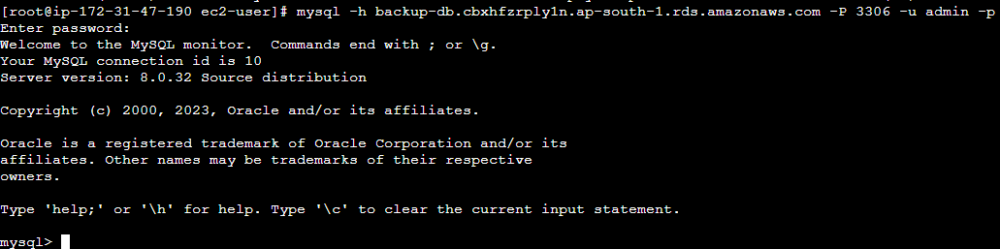 [root@ip-172-31-47-190 ec2-user]# mysql -h backup-db.cbxhfzrply1n.ap-south-1.rds.amazonaws.com -P 3306 -u admin -p
Enter password:
Welcome to the MySQL monitor.  Commands end with ; or \g.
Your MySQL connection id is 10
Server version: 8.0.32 Source distribution
Copyright (c) 2000, 2023, Oracle and/or its affiliates.
Oracle is a registered trademark of Oracle Corporation and/or its
affiliates. Other names may be trademarks of their respective
owners.
Type 'help;' or '\h' for help. Type '\c' to clear the current input statement.
mysql>